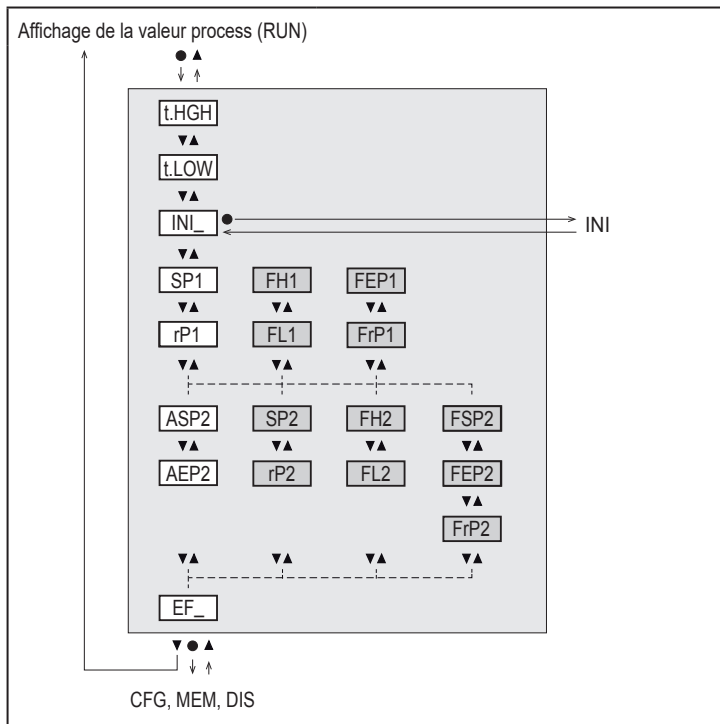 Affichage de la valeur process (RUN)
t.HGH
t.LOW
INI_
INI
SP1 FH1 FEP1
rP1 FL1 FrP1
ASP2 SP2 FH2 FSP2
AEP2 rP2 FL2 FEP2
FrP2
EF_
CFG, MEM, DIS